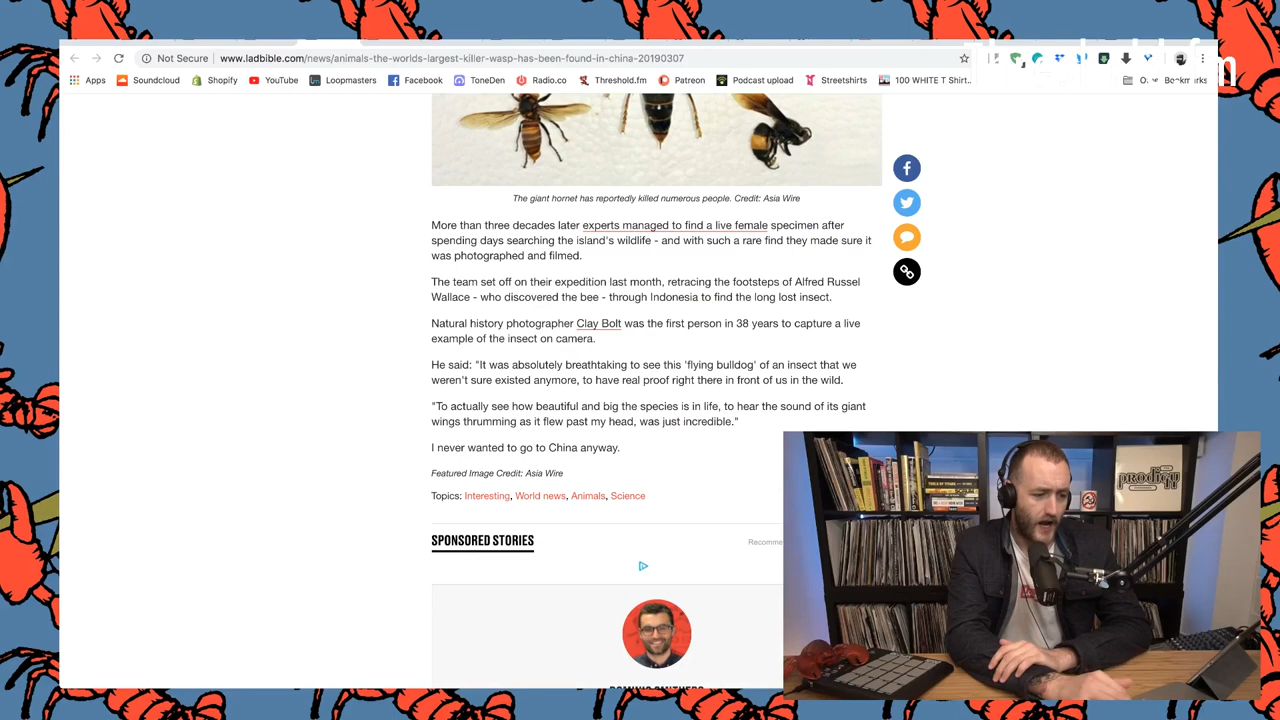 Not Secure
www.ladbible.com/news/animals-the-worlds-largest-killer-wasp-has-been-found-in-china-20190307
Apps Soundcloud Shopify YouTube Loopmasters Facebook ToneDen Radio.co Threshold.fm Patreon Podcast upload Streetshirts 100 WHITE T Shirt... Bookmarks
The giant hornet has reportedly killed numerous people. Credit: Asia Wire
More than three decades later experts managed to find a live female specimen after
spending days searching the island's wildlife - and with such a rare find they made sure it
was photographed and filmed.
The team set off on their expedition last month, retracing the footsteps of Alfred Russel
Wallace - who discovered the bee - through Indonesia to find the long lost insect.
Natural history photographer Clay Bolt was the first person in 38 years to capture a live
example of the insect on camera.
He said: "It was absolutely breathtaking to see this 'flying bulldog' of an insect that we
weren't sure existed anymore, to have real proof right there in front of us in the wild.
"To actually see how beautiful and big the species is in life, to hear the sound of its giant
wings thrumming as it flew past my head, was just incredible."
I never wanted to go to China anyway.
Featured Image Credit: Asia Wire
Topics: Interesting, World news, Animals, Science
SPONSORED STORIES
Recomme
prodigy